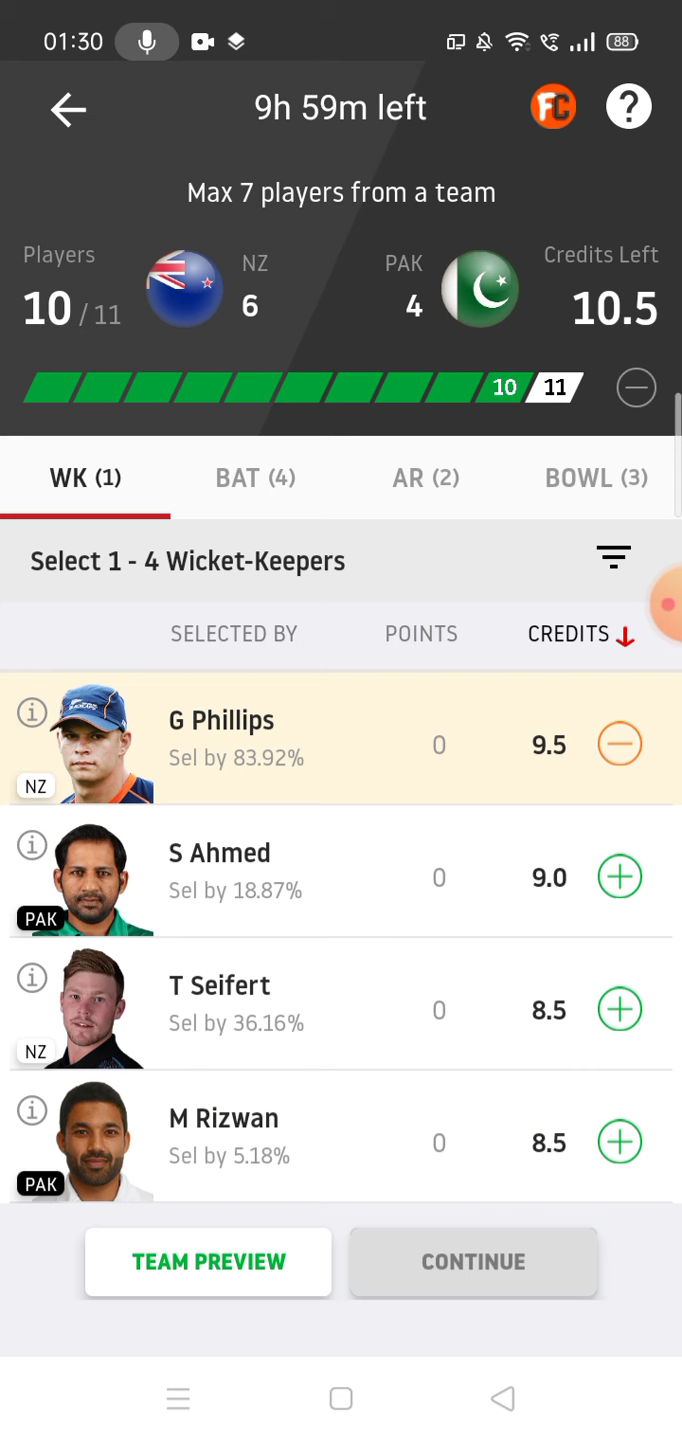 01:30
88
9h 59m left
FC
?
Max 7 players from a team
Players
NZ
PAK
Credits Left
10 / 11
6
4
10.5
10
11
WK (1)
BAT (4)
AR (2)
BOWL (3)
Select 1 - 4 Wicket-Keepers
SELECTED BY
POINTS
CREDITS
G Phillips
Sel by 83.92%
0
9.5
NZ
S Ahmed
Sel by 18.87%
0
9.0
PAK
T Seifert
Sel by 36.16%
0
8.5
NZ
M Rizwan
Sel by 5.18%
0
8.5
PAK
TEAM PREVIEW
CONTINUE